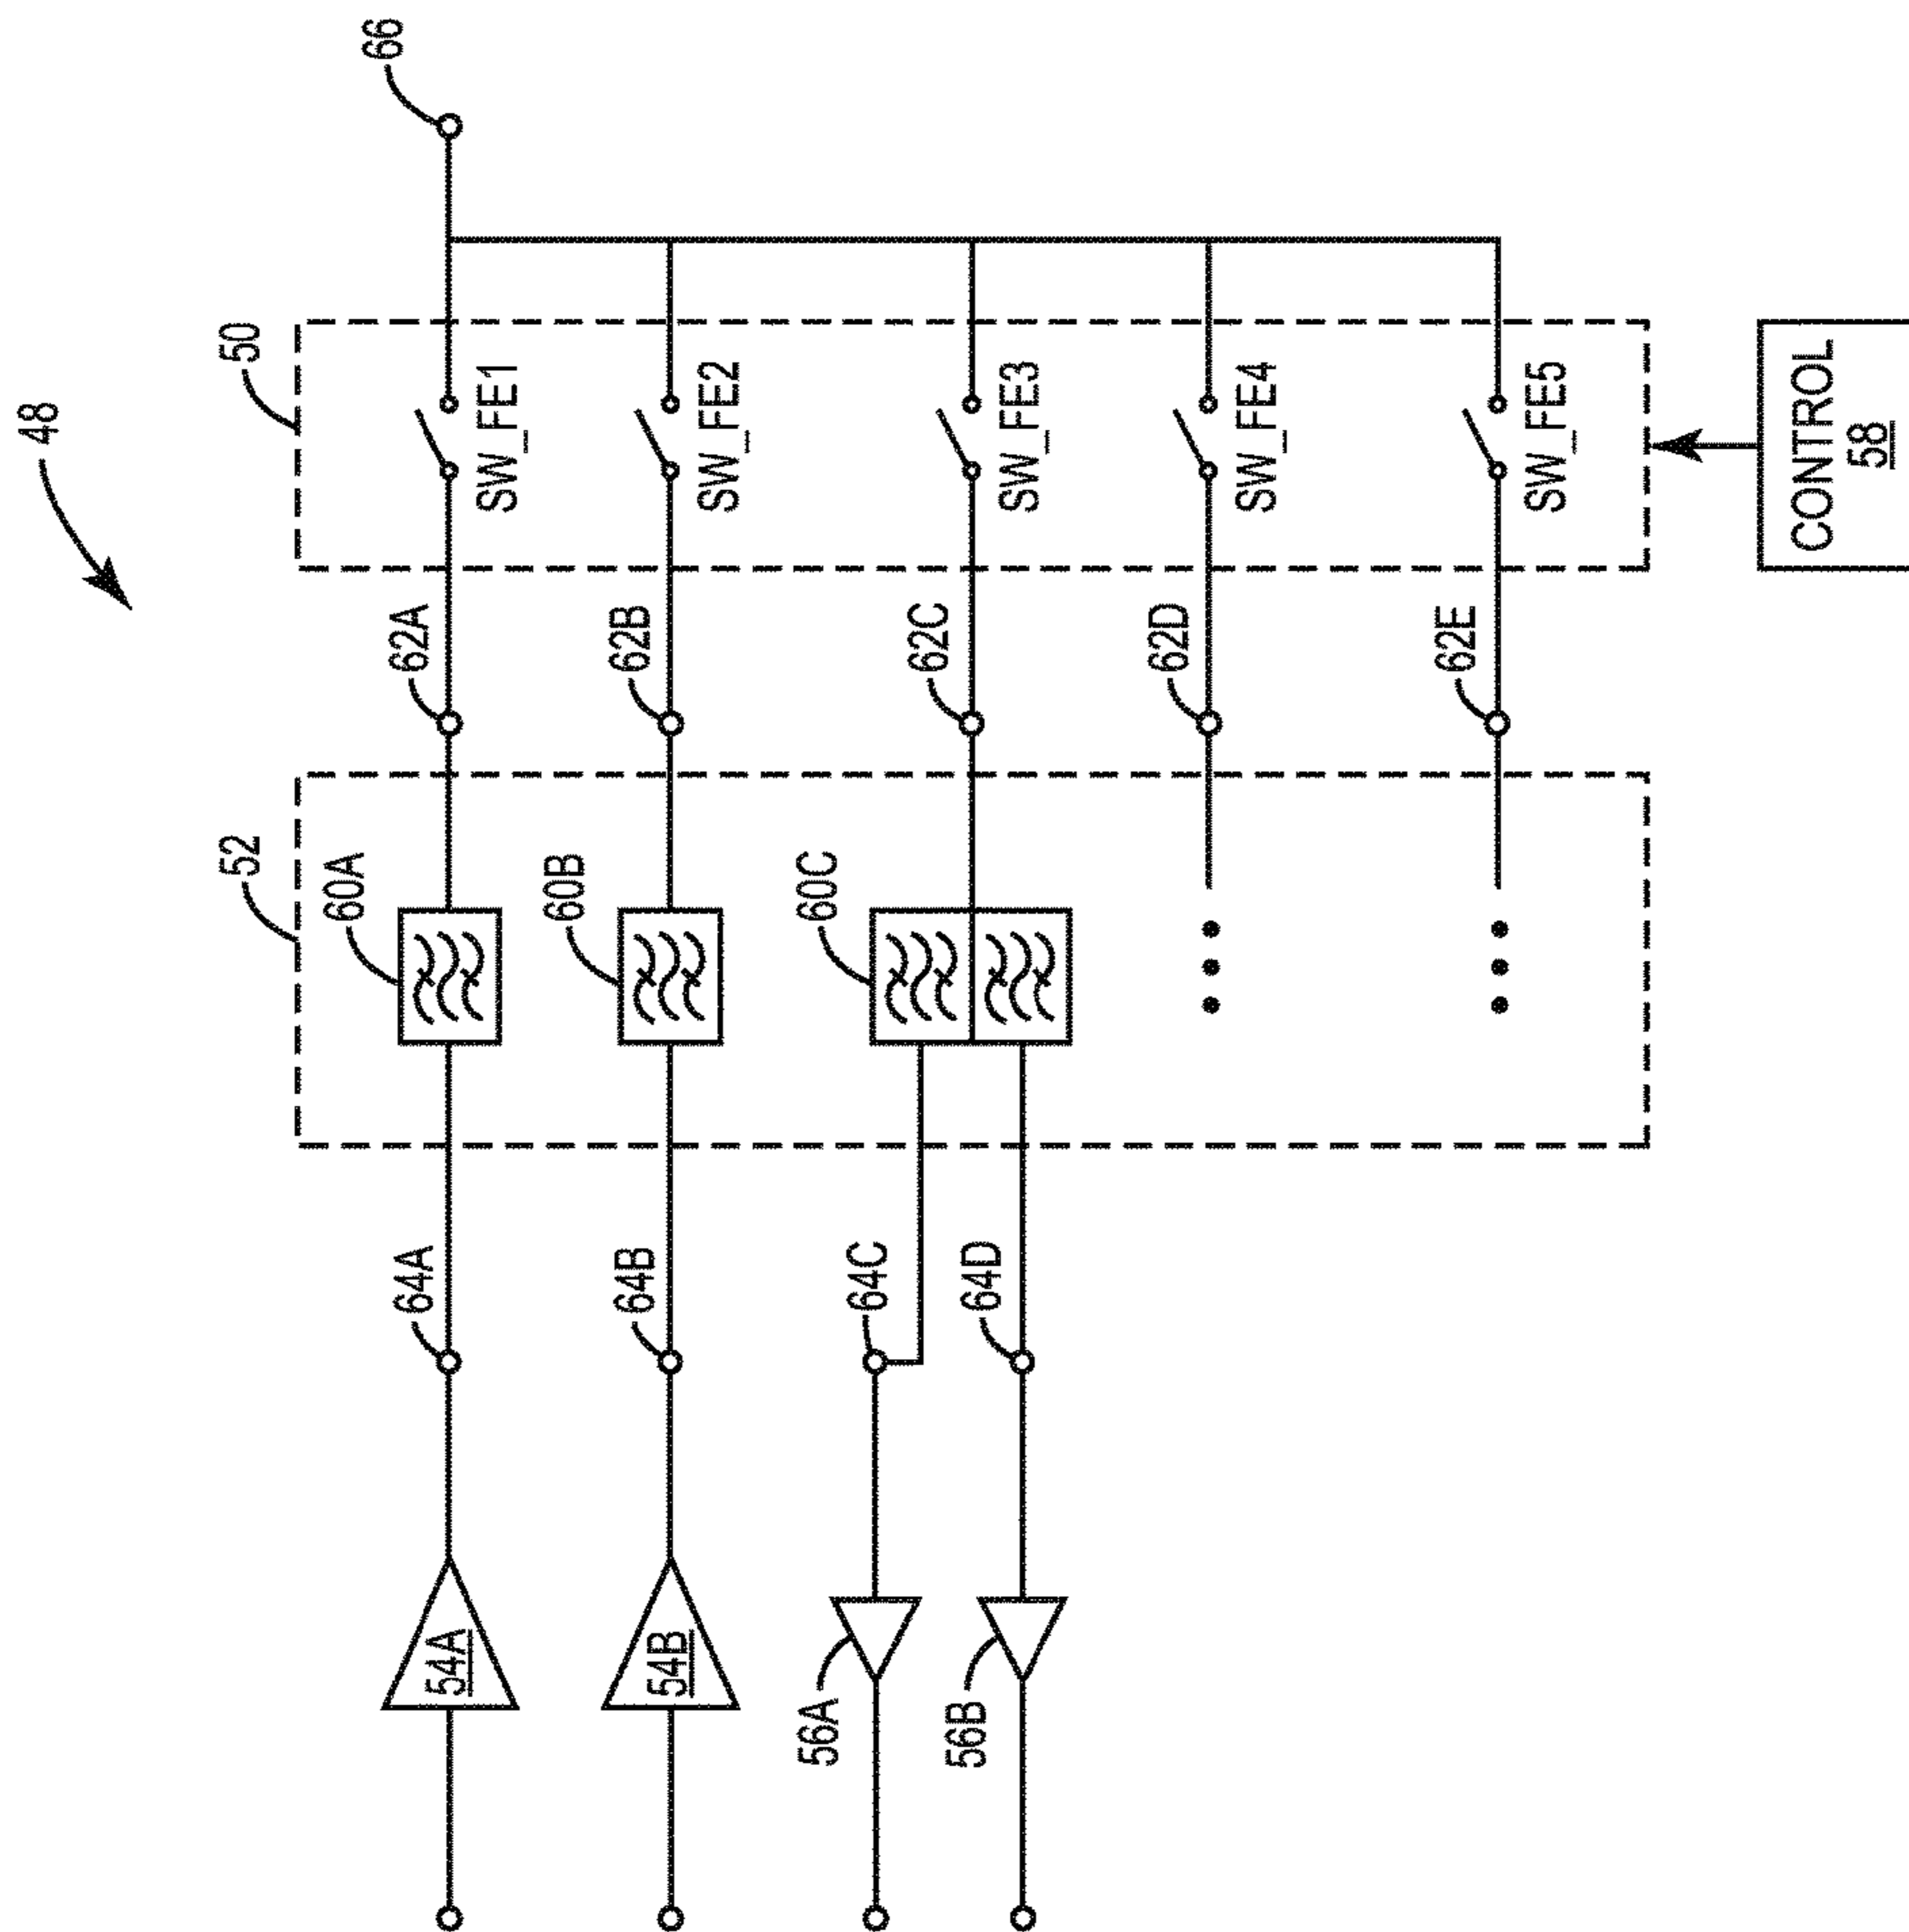 48
66
50
52
62A
SW_FE1
60A
64A
54A
62B
SW_FE2
60B
64B
54B
62C
SW_FE3
60C
64C
56A
64D
56B
62D
SW_FE4
62E
SW_FE5
CONTROL
58